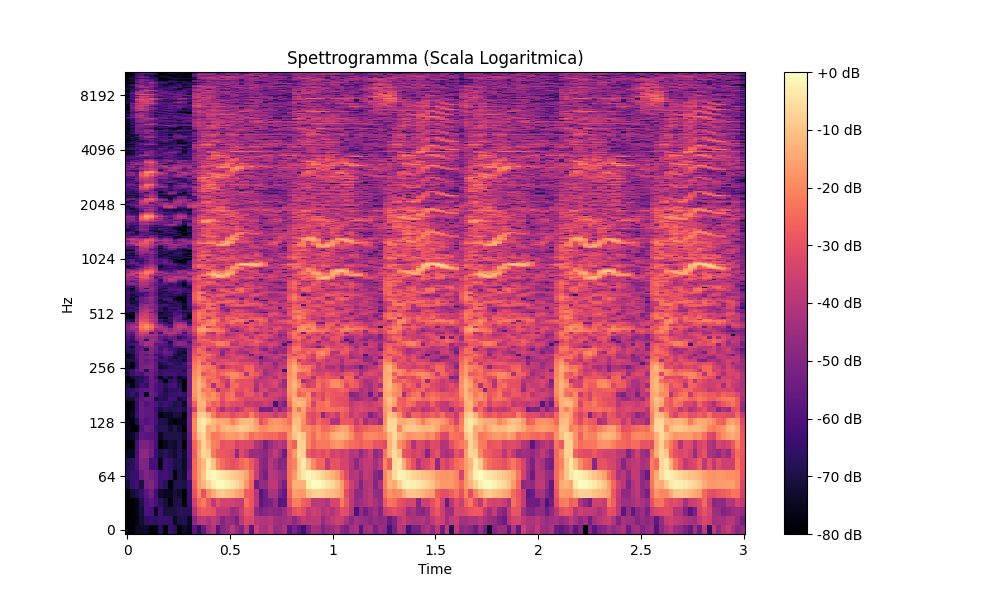 Spettrogramma (Scala Logaritmica)
Hz
8192
4096
2048
1024
512
256
128
64
0
0 0.5 1 1.5 2 2.5 3
Time
+0 dB
-10 dB
-20 dB
-30 dB
-40 dB
-50 dB
-60 dB
-70 dB
-80 dB